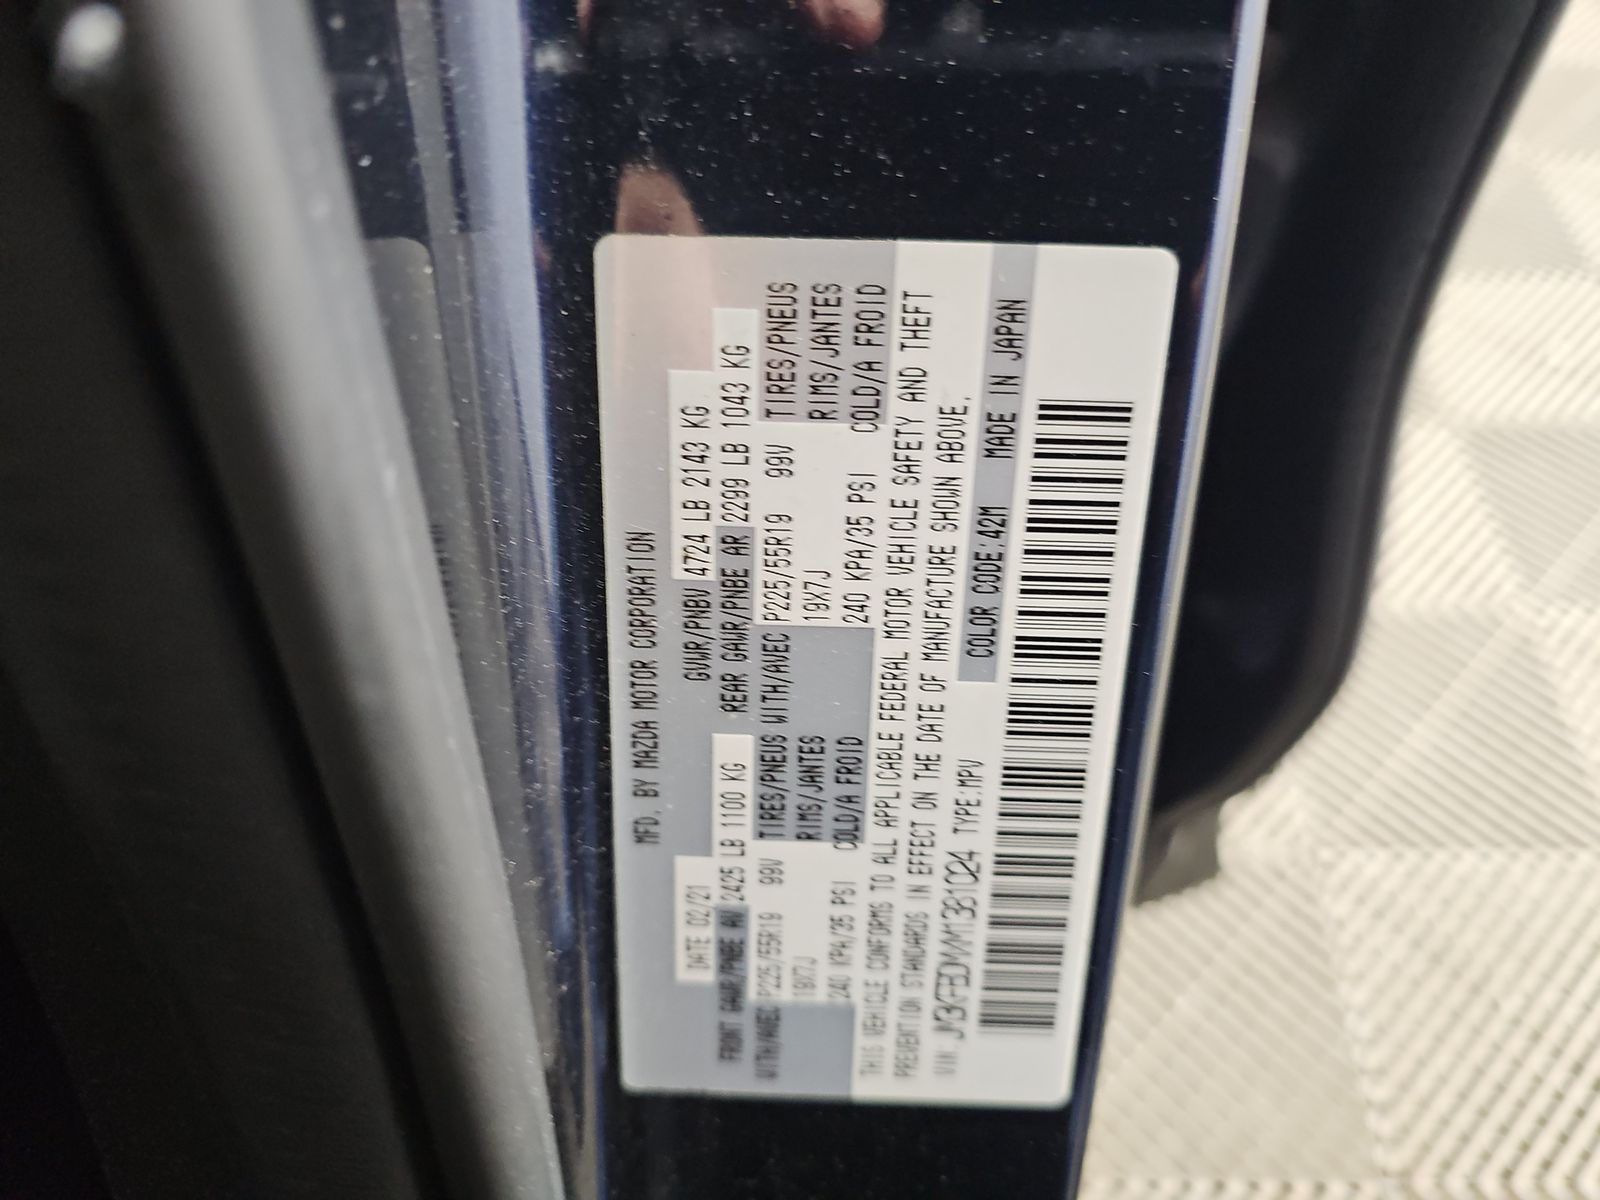 MFD. BY MAZDA MOTOR CORPORATION
DATE 02/21 GVWR/PNBV 4724 LB 2143 KG
FRONT GAWR/PNBE AV 2425 LB 1100 KG REAR GAWR/PNBE AR 2299 LB 1043 KG
WITH/AVEC P225/55R19 99V TIRES/PNEUS WITH/AVEC P225/55R19 99V TIRES/PNEUS
19X7J RIMS/JANTES 19X7J RIMS/JANTES
240 KPA/35 PSI COLD/A FROID 240 KPA/35 PSI COLD/A FROID
THIS VEHICLE CONFORMS TO ALL APPLICABLE FEDERAL MOTOR VEHICLE SAFETY AND THEFT
PREVENTION STANDARDS IN EFFECT ON THE DATE OF MANUFACTURE SHOWN ABOVE.
VIN: TYPE:MPV COLOR CODE:42M MADE IN JAPAN